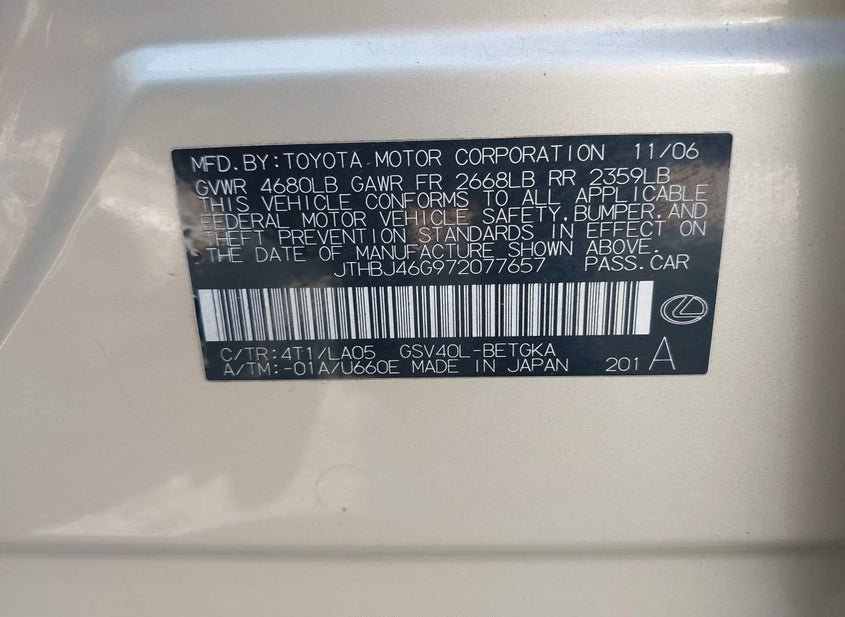 MFD. BY: TOYOTA MOTOR CORPORATION 11/06
GVWR 4680LB GAWR FR 2668LB RR 2359LB
THIS VEHICLE CONFORMS TO ALL APPLICABLE
FEDERAL MOTOR VEHICLE SAFETY, BUMPER, AND
THEFT PREVENTION STANDARDS IN EFFECT ON
THE DATE OF MANUFACTURE SHOWN ABOVE.
JTHBJ46G972077657 PASS. CAR
C/TR: 4T1/LA05 GSV40L-BETGKA
A/TM: -01A/U660E MADE IN JAPAN 201 A